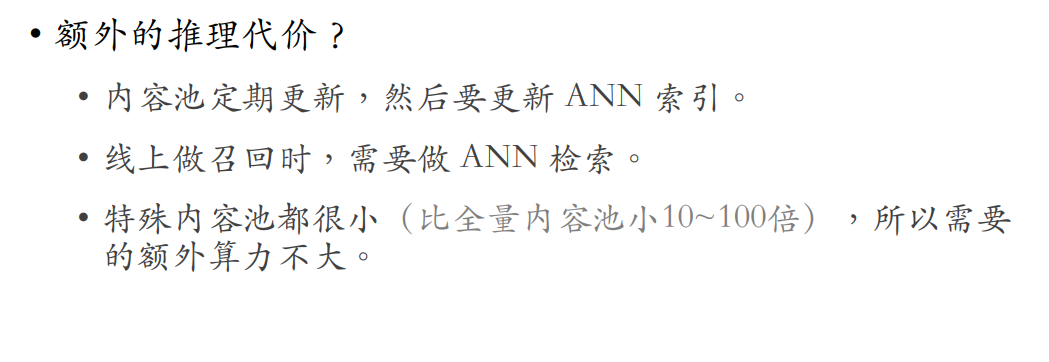 • 额外的推理代价？
• 内容池定期更新，然后要更新 ANN 索引。
• 线上做召回时，需要做 ANN 检索。
• 特殊内容池都很小（比全量内容池小10~100倍），所以需要
的额外算力不大。